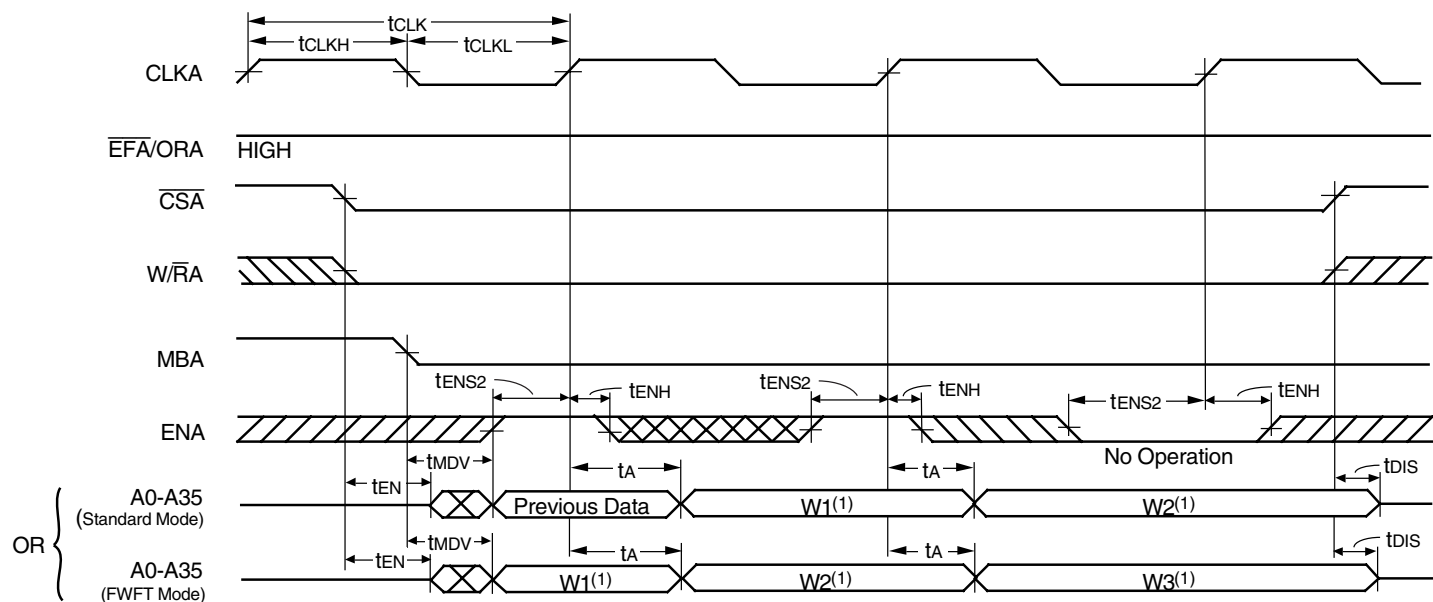 tCLK
tCLKH tCLKL
CLKA
EFA/ORA HIGH
CSA
W/RA
MBA
tENS2 tENH tENS2 tENH tENS2 tENH
ENA
No Operation
tMDV tA tA tDIS
tEN
A0-A35
(Standard Mode)
Previous Data W1(1) W2(1)
OR
tMDV tA tA tDIS
tEN
A0-A35
(FWFT Mode)
W1(1) W2(1) W3(1)